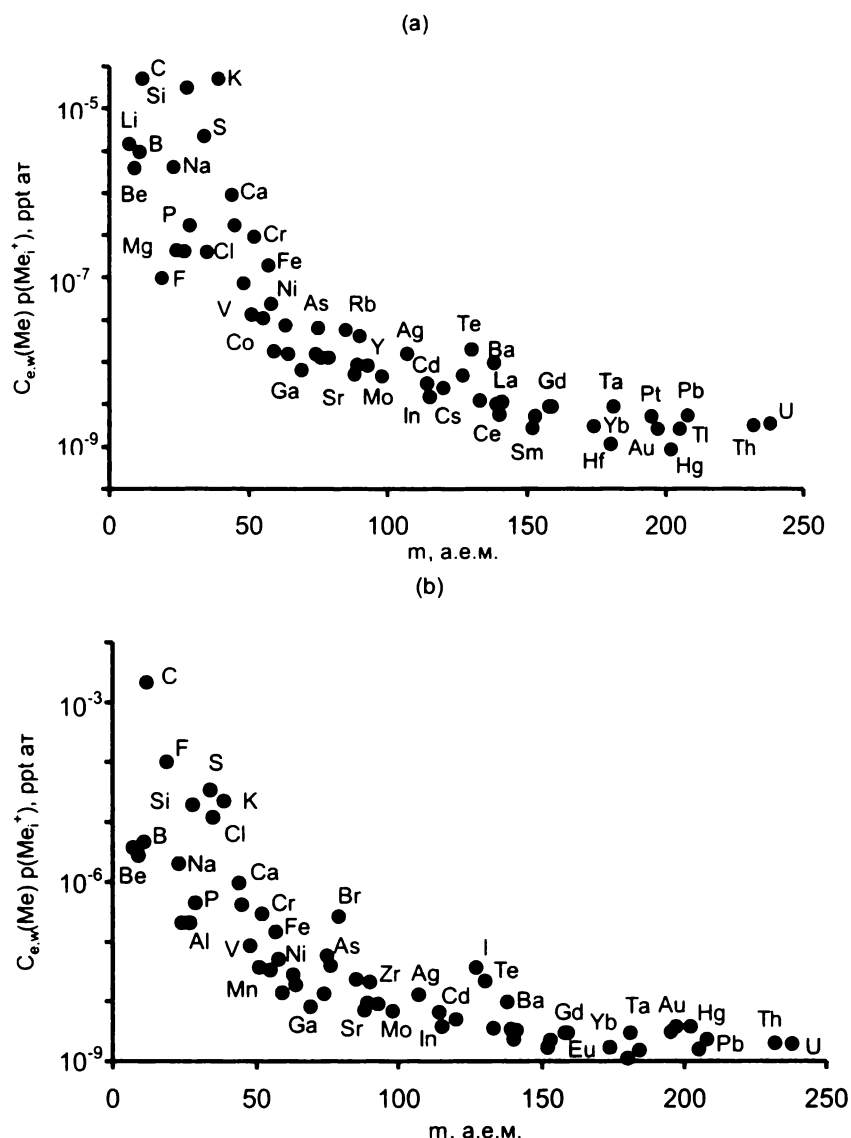 (a)
C
Si
K
10⁻⁵
Li
B
S
Na
Be
Ca
P
Mg
Cl
Cr
F
Fe
10⁻⁷
Ni
V
As
Rb
Co
Y
Ag
Te
Ba
Cd
Ga
Sr
Mo
In
Cs
La
Ce
Gd
Sm
Ta
Yb
Hf
Pt
Pb
Au
Tl
Hg
Th
U
10⁻⁹
C_e.w(Me) p(Me_i⁺), ppt ат
0 50 100 150 200 250
m, а.е.м.
(b)
C
10⁻³
F
S
Si
K
Cl
B
Be
Na
10⁻⁶
Ca
P
Cr
Br
Al
Fe
V
Ni
As
I
Mn
Zr
Ag
Te
Ga
Cd
Ba
Sr
Mo
In
Gd
Yb
Ta
Au
Hg
Th
Eu
Pb
U
10⁻⁹
C_e.w(Me) p(Me_i⁺), ppt ат
0 50 100 150 200 250
m, а.е.м.